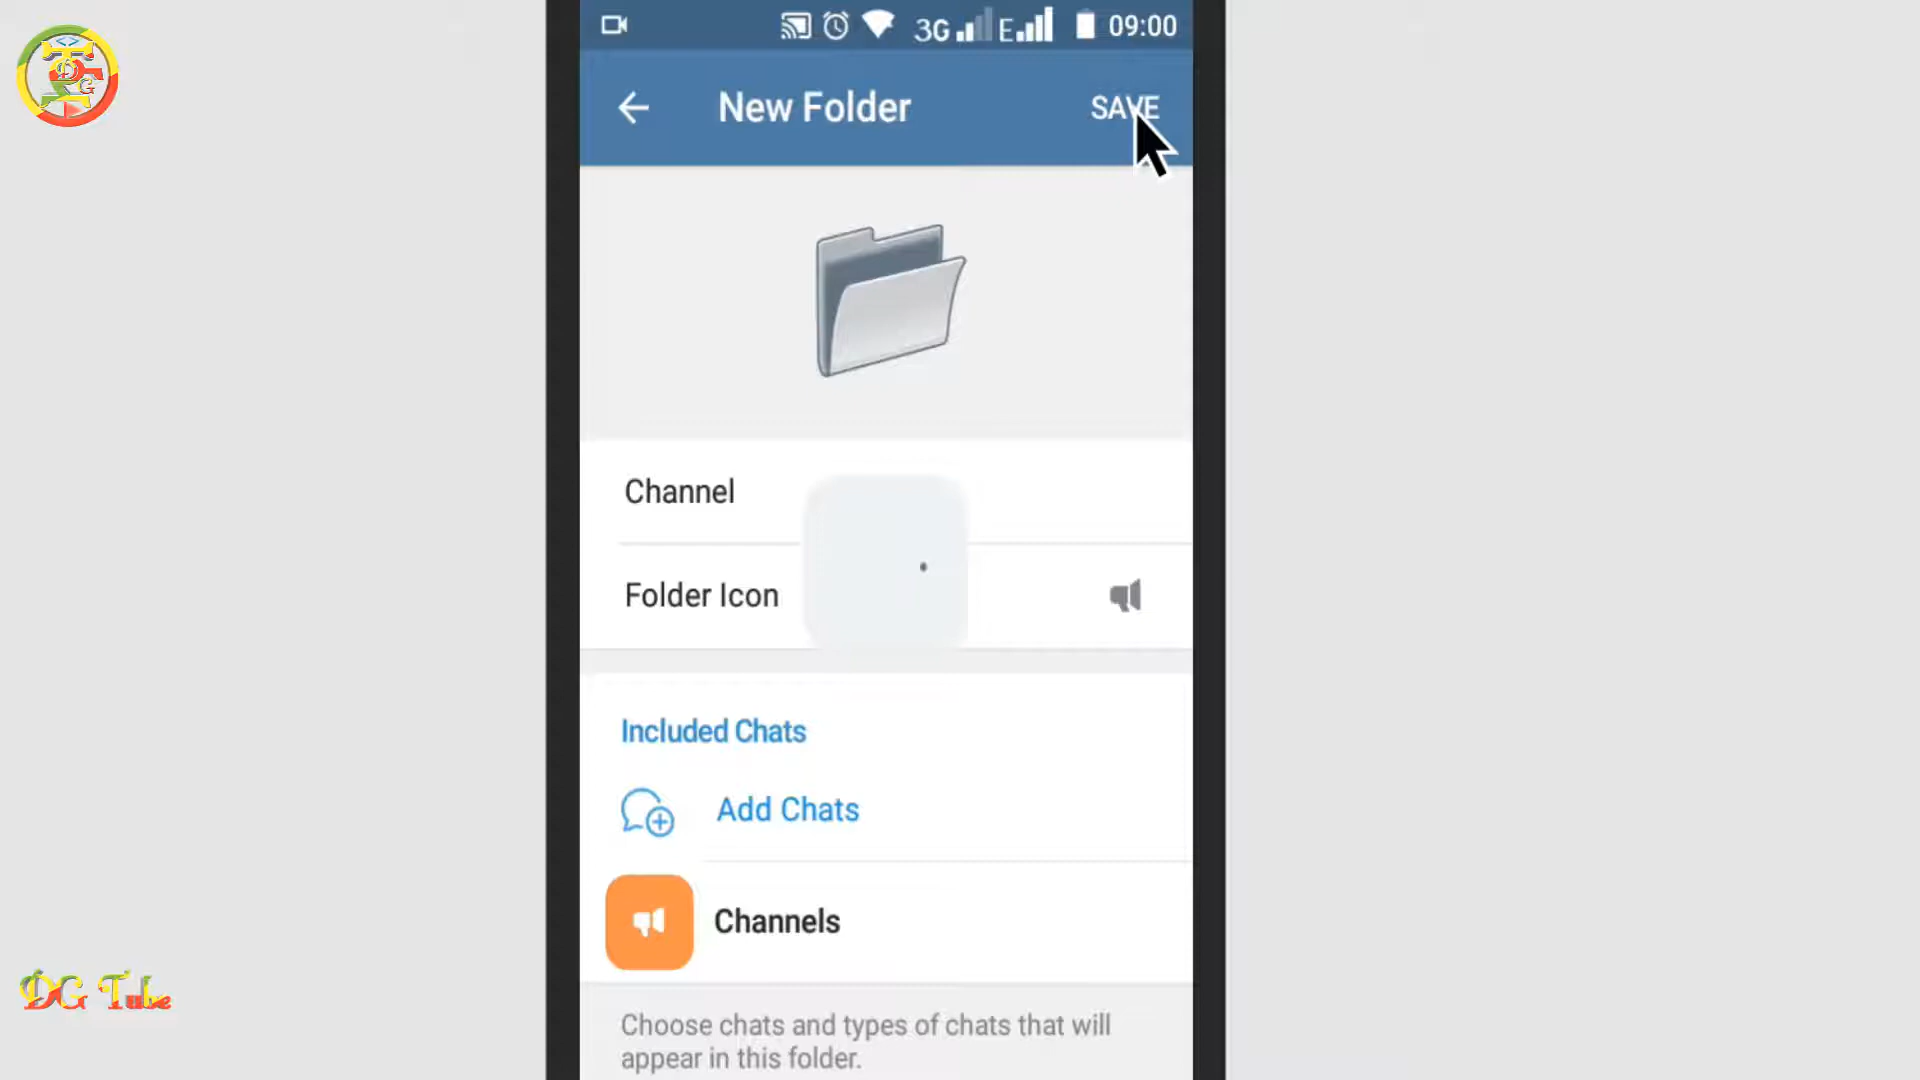 3G
E
09:00
New Folder
SAVE
Channel
Folder Icon
Included Chats
Add Chats
Channels
Choose chats and types of chats that will
appear in this folder.
DG Tube